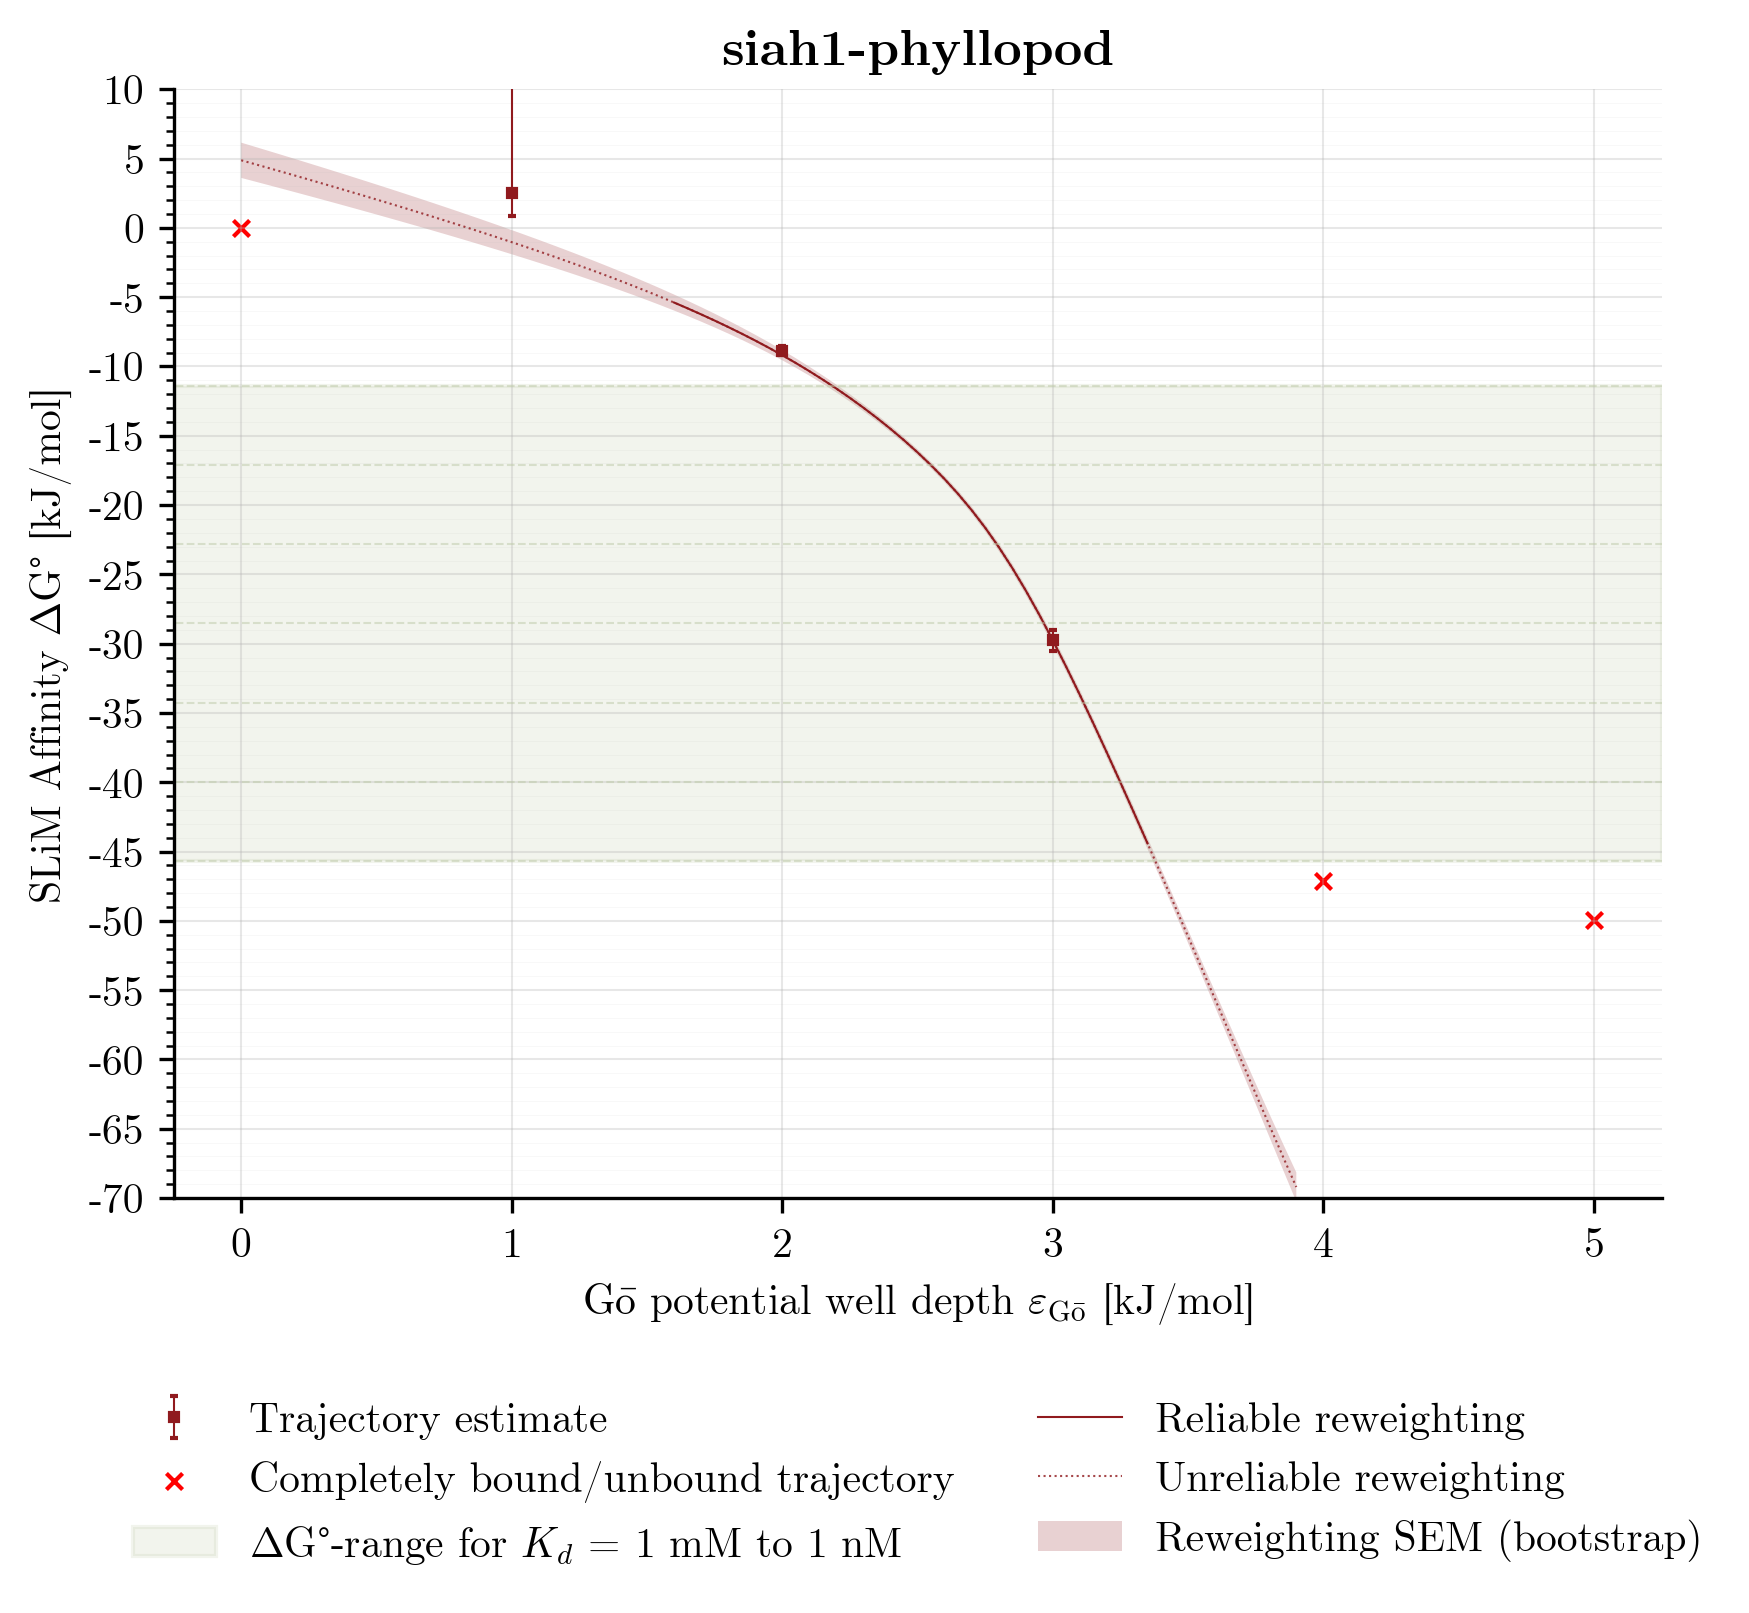 siah1-phyllopod
10
5
0
-5
-10
-15
-20
-25
-30
-35
-40
-45
-50
-55
-60
-65
-70
SLiM Affinity ΔG° [kJ/mol]
0 1 2 3 4 5
Gō potential well depth ε_Gō [kJ/mol]
Trajectory estimate
Completely bound/unbound trajectory
ΔG°-range for K_d = 1 mM to 1 nM
Reliable reweighting
Unreliable reweighting
Reweighting SEM (bootstrap)